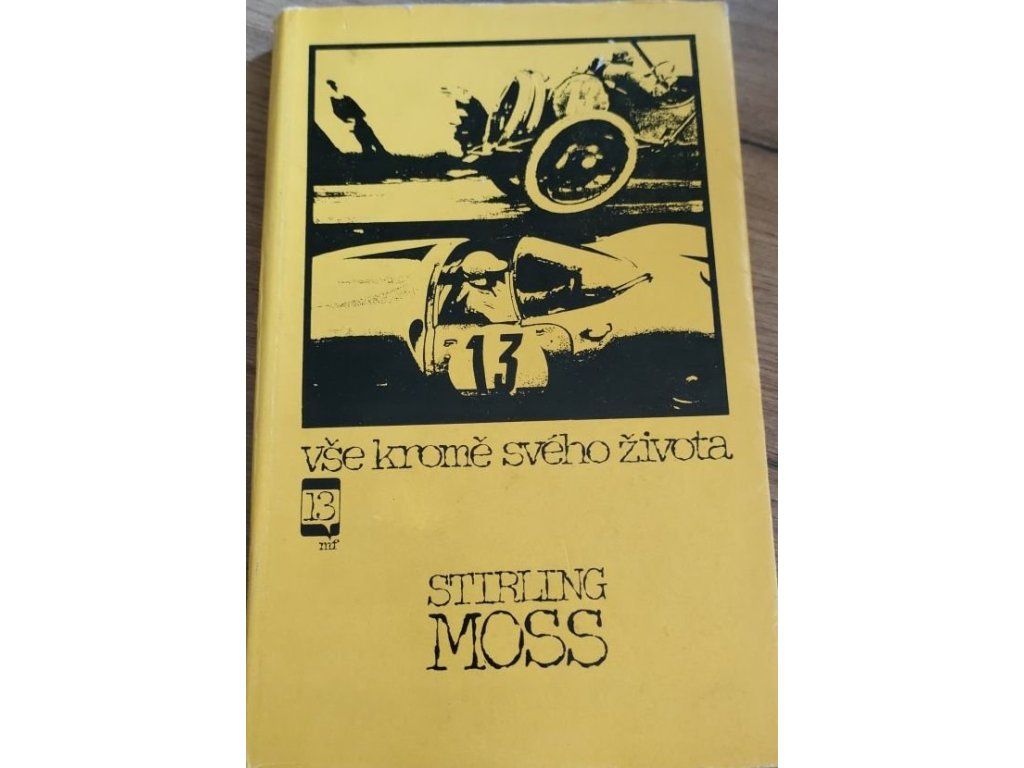 13
vše kromě svého života
13
mf
STIRLING
MOSS